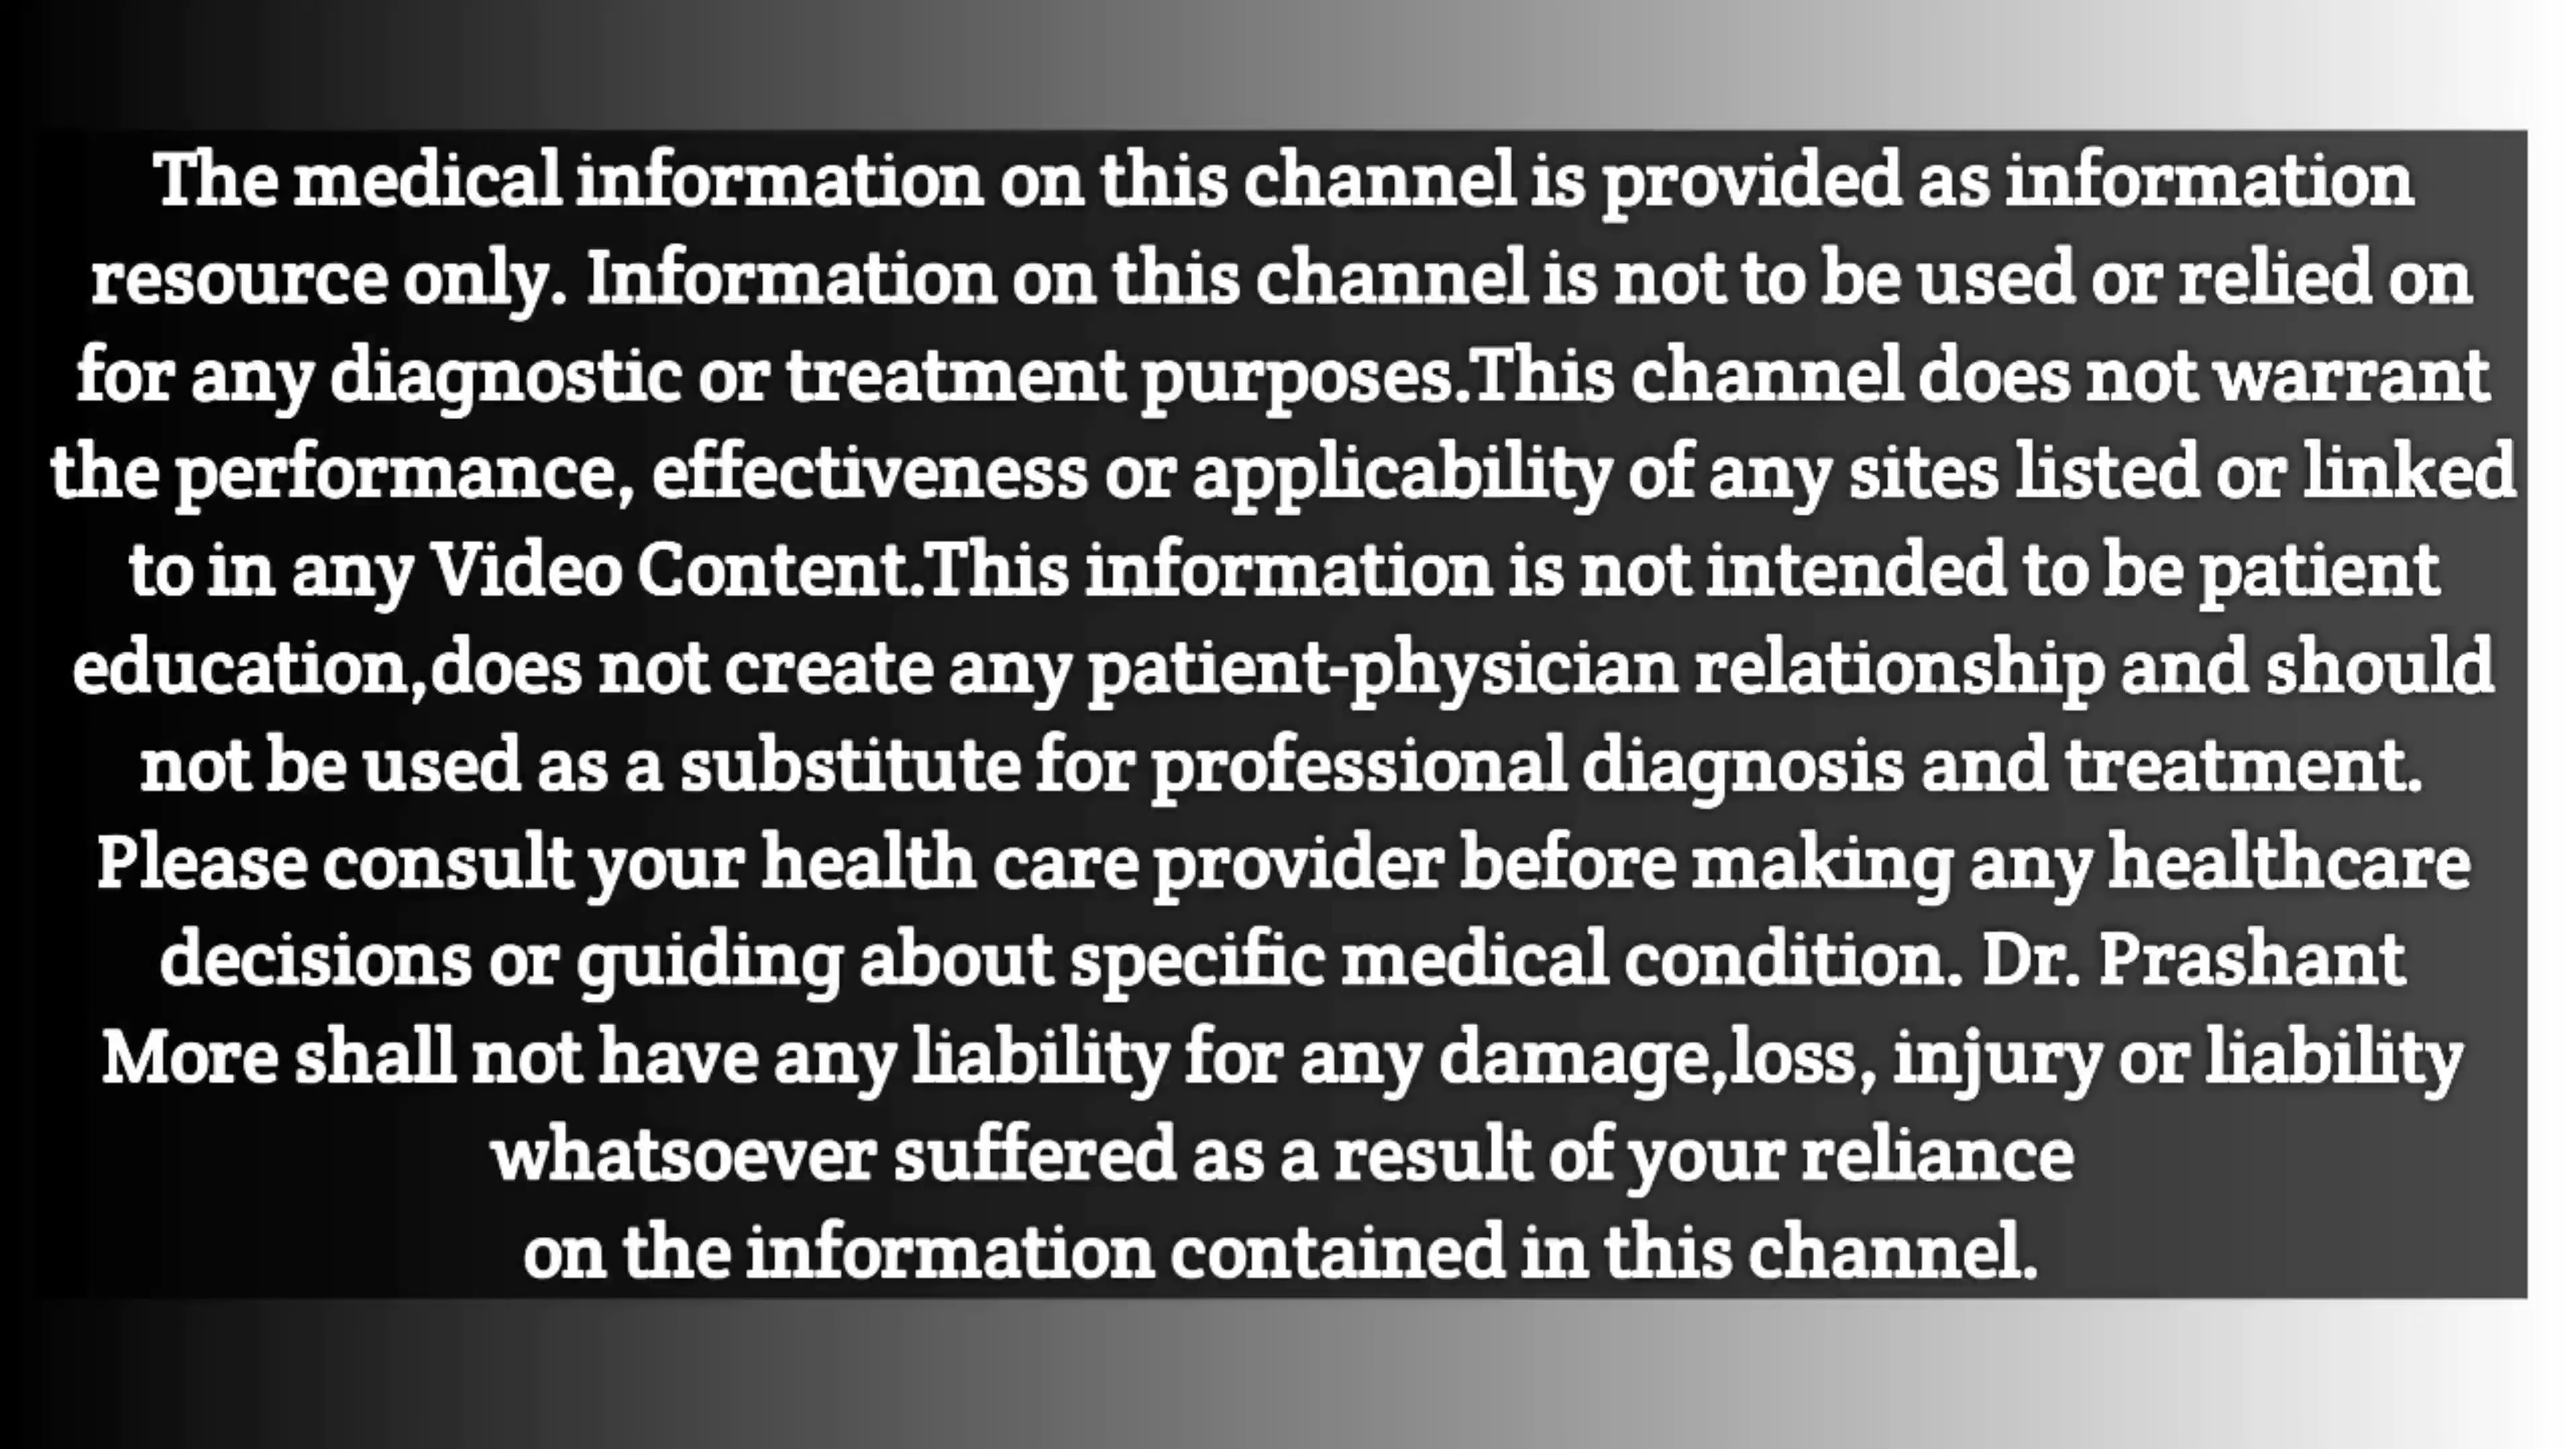 The medical information on this channel is provided as information
resource only. Information on this channel is not to be used or relied on
for any diagnostic or treatment purposes.This channel does not warrant
the performance, effectiveness or applicability of any sites listed or linked
to in any Video Content.This information is not intended to be patient
education,does not create any patient-physician relationship and should
not be used as a substitute for professional diagnosis and treatment.
Please consult your health care provider before making any healthcare
decisions or guiding about specific medical condition. Dr. Prashant
More shall not have any liability for any damage,loss, injury or liability
whatsoever suffered as a result of your reliance
on the information contained in this channel.